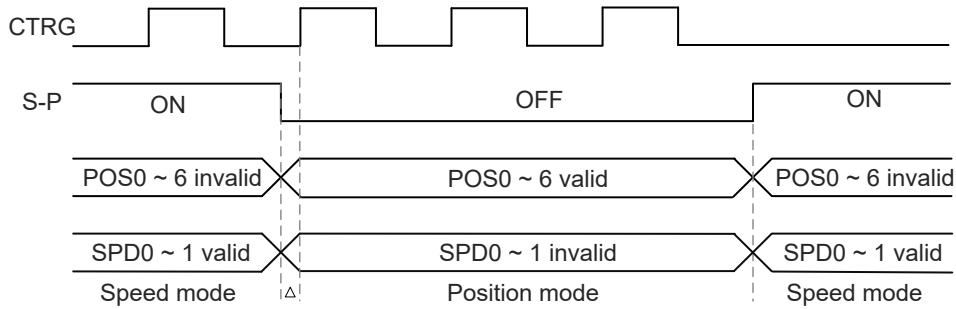 CTRG
S-P
ON
OFF
ON
POS0 ~ 6 invalid
POS0 ~ 6 valid
POS0 ~ 6 invalid
SPD0 ~ 1 valid
SPD0 ~ 1 invalid
SPD0 ~ 1 valid
Speed mode
Δ
Position mode
Speed mode